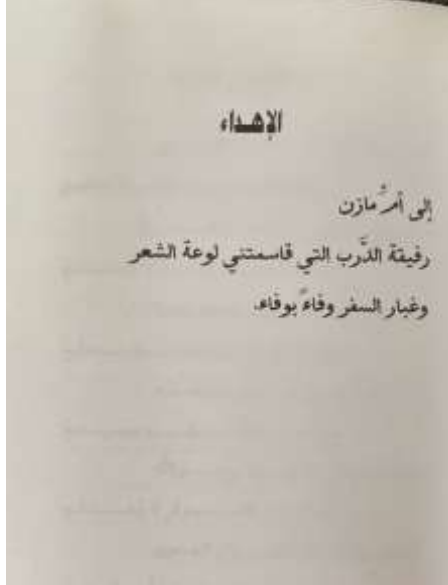 الإهداء
إلى أمِّ مازن
رفيقة الدَّرب التي قاسمتني لوعة الشعر
وغبار السفر وفاءً بوفاء.